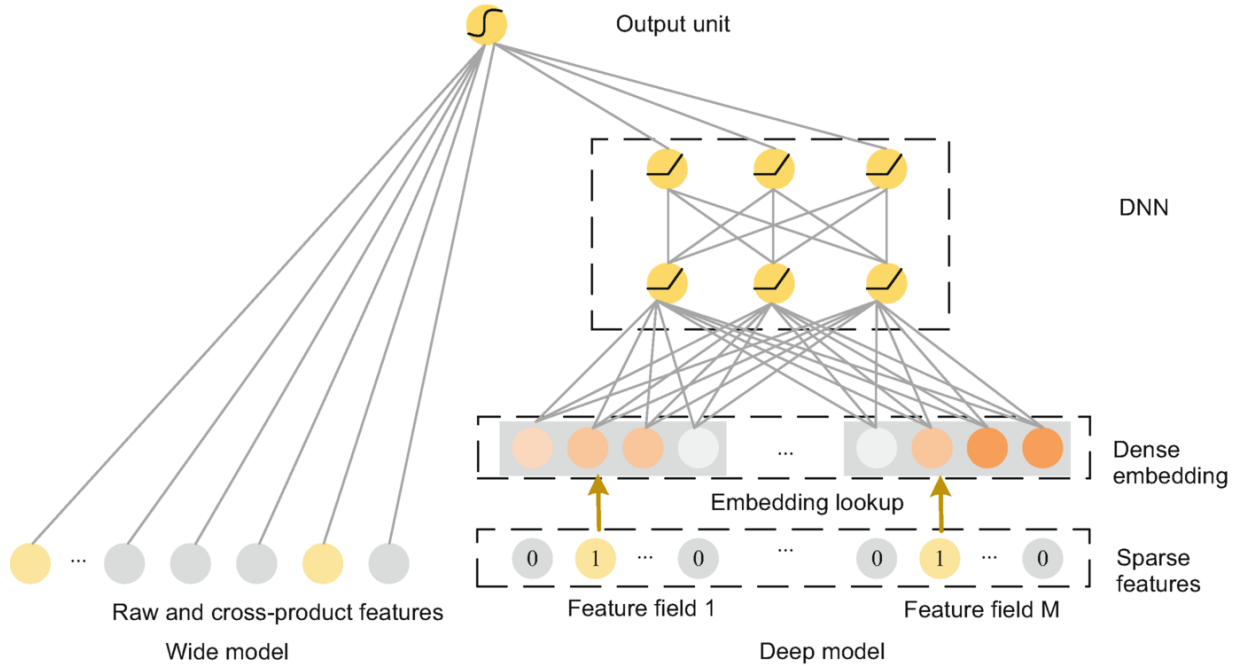 Output unit
DNN
...
Dense
embedding
Embedding lookup
...
0 1 ... 0 ... 0 1 ... 0
Sparse
features
Raw and cross-product features
Feature field 1
Feature field M
Wide model
Deep model